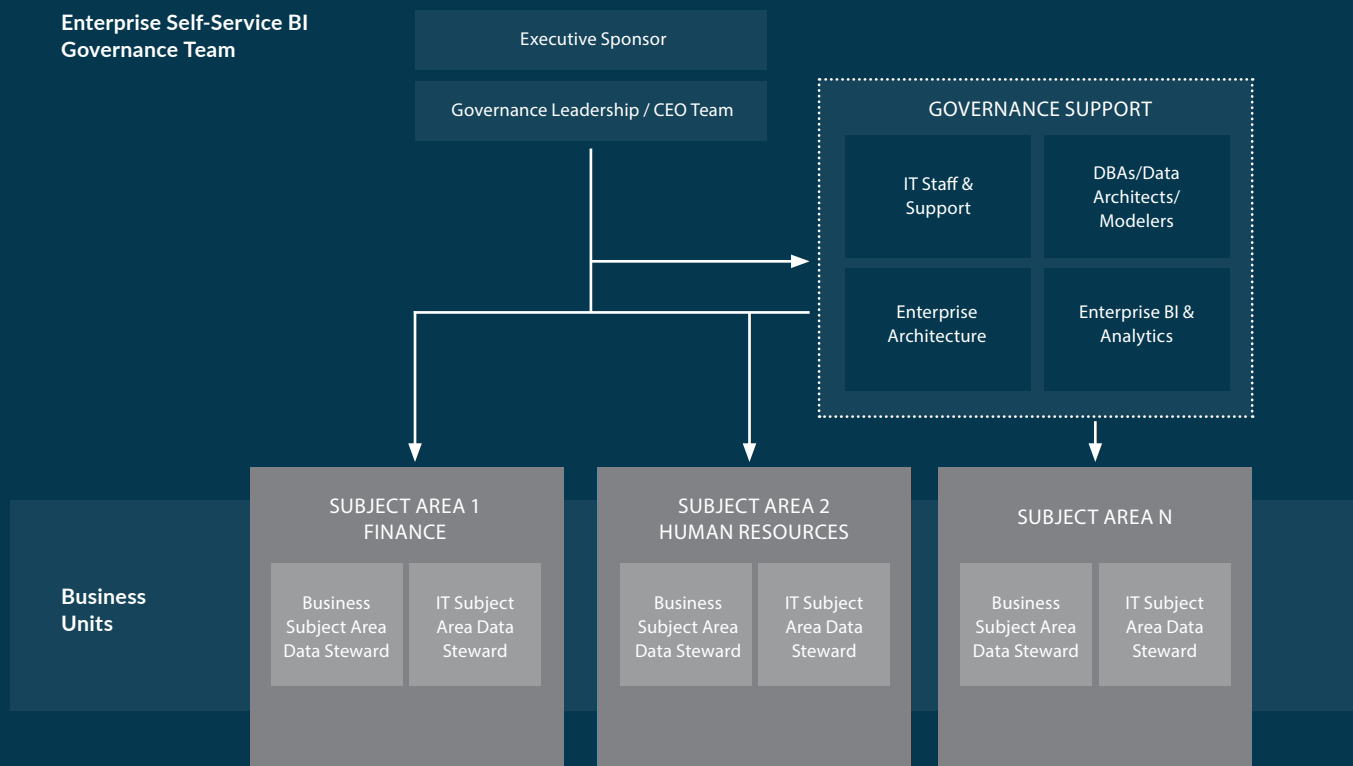 Enterprise Self-Service BI
Governance Team
Executive Sponsor
Governance Leadership / CEO Team
GOVERNANCE SUPPORT
IT Staff &
Support
DBAs/Data
Architects/
Modelers
Enterprise
Architecture
Enterprise BI &
Analytics
Business
Units
SUBJECT AREA 1
FINANCE
Business
Subject Area
Data Steward
IT Subject
Area Data
Steward
SUBJECT AREA 2
HUMAN RESOURCES
Business
Subject Area
Data Steward
IT Subject
Area Data
Steward
SUBJECT AREA N
Business
Subject Area
Data Steward
IT Subject
Area Data
Steward